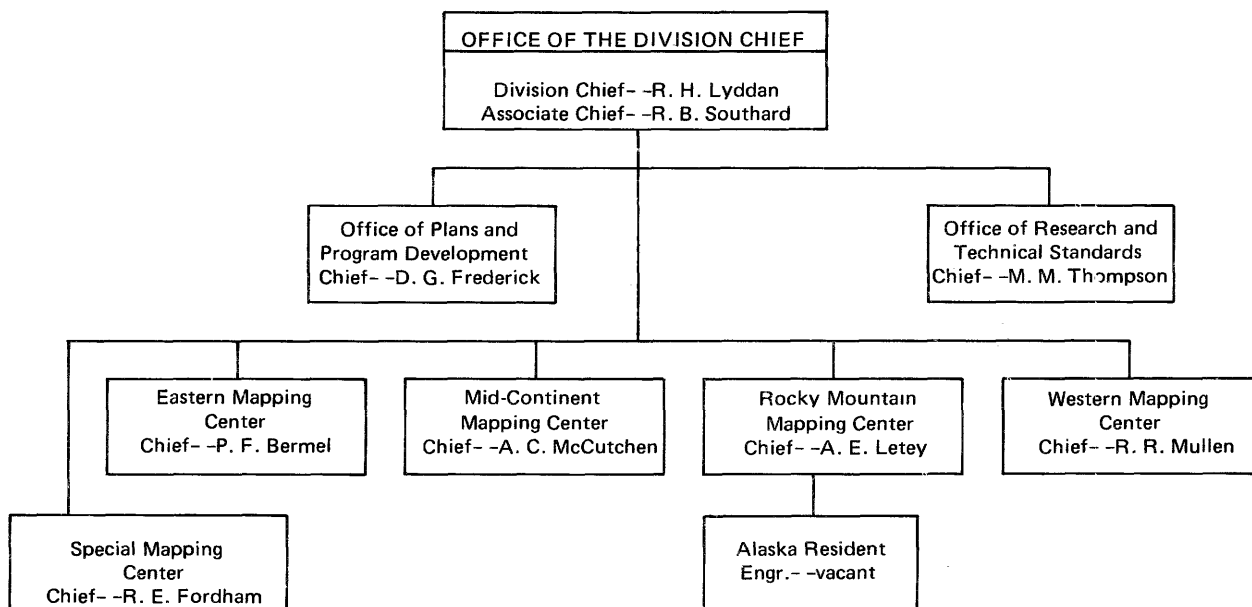 OFFICE OF THE DIVISION CHIEF
Division Chief- -R. H. Lyddan
Associate Chief- -R. B. Southard
Office of Plans and
Program Development
Chief- -D. G. Frederick
Office of Research and
Technical Standards
Chief- -M. M. Thompson
Eastern Mapping
Center
Chief- -P. F. Bermel
Mid-Continent
Mapping Center
Chief- -A. C. McCutchen
Rocky Mountain
Mapping Center
Chief- -A. E. Letey
Western Mapping
Center
Chief- -R. R. Mullen
Special Mapping
Center
Chief- -R. E. Fordham
Alaska Resident
Engr.- -vacant